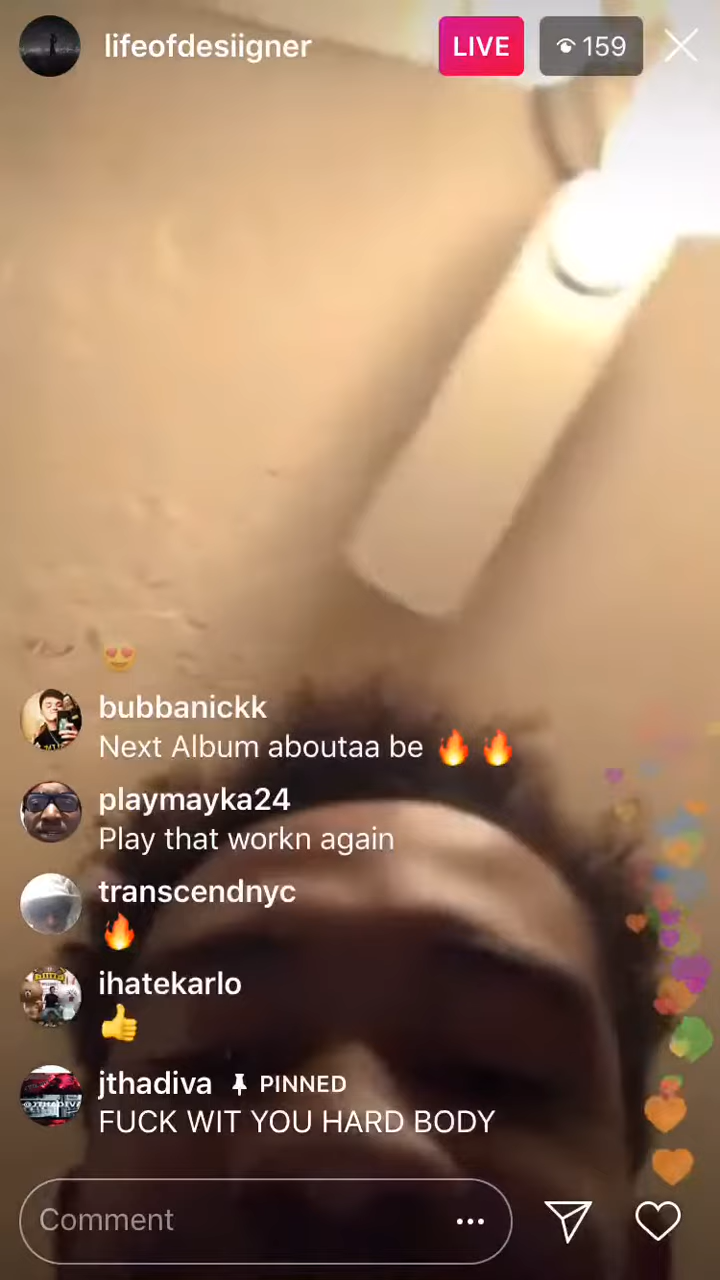 lifeofdesiigner
LIVE
159
bubbanickk
Next Album aboutaa be 🔥 🔥
playmayka24
Play that workn again
transcendnyc
🔥
ihatekarlo
👍
jthadiva PINNED
FUCK WIT YOU HARD BODY
Comment